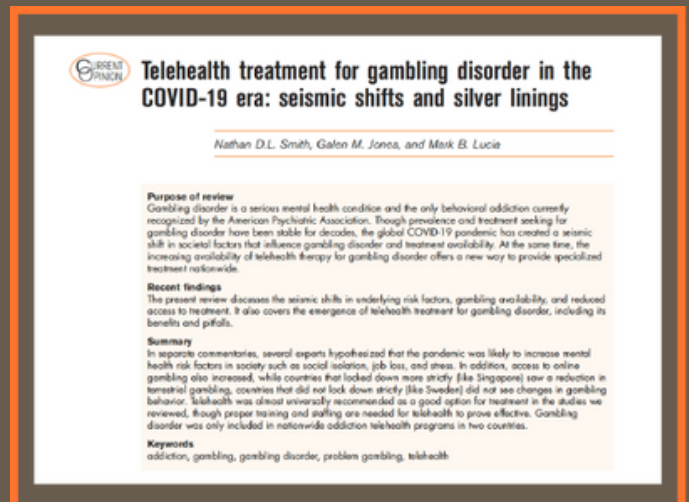 CURRENT
OPINION
Telehealth treatment for gambling disorder in the
COVID-19 era: seismic shifts and silver linings
Nathan D.L. Smith, Galen M. Jones, and Mark B. Lucia
Purpose of review
Gambling disorder is a serious mental health condition and the only behavioral addiction currently
recognized by the American Psychiatric Association. Though prevalence and treatment seeking for
gambling disorder have been stable for decades, the global COVID-19 pandemic has created a seismic
shift in societal factors that influence gambling disorder and treatment availability. At the same time, the
increasing availability of telehealth therapy for gambling disorder offers a new way to provide specialized
treatment nationwide.
Recent findings
The present review discusses the seismic shifts in underlying risk factors, gambling availability, and reduced
access to treatment. It also covers the emergence of telehealth treatment for gambling disorder, including its
benefits and pitfalls.
Summary
In separate commentaries, several experts hypothesized that the pandemic was likely to increase mental
health risk factors in society such as social isolation, job loss, and stress. In addition, access to online
gambling also increased, while countries that locked down more strictly (like Singapore) saw a reduction in
terrestrial gambling, countries that did not lock down strictly (like Sweden) did not see changes in gambling
behavior. Telehealth was almost universally recommended as a good option for treatment in the studies we
reviewed, though proper training and staffing are needed for telehealth to prove effective. Gambling
disorder was only included in nationwide addiction telehealth programs in two countries.
Keywords
addiction, gambling, gambling disorder, problem gambling, telehealth